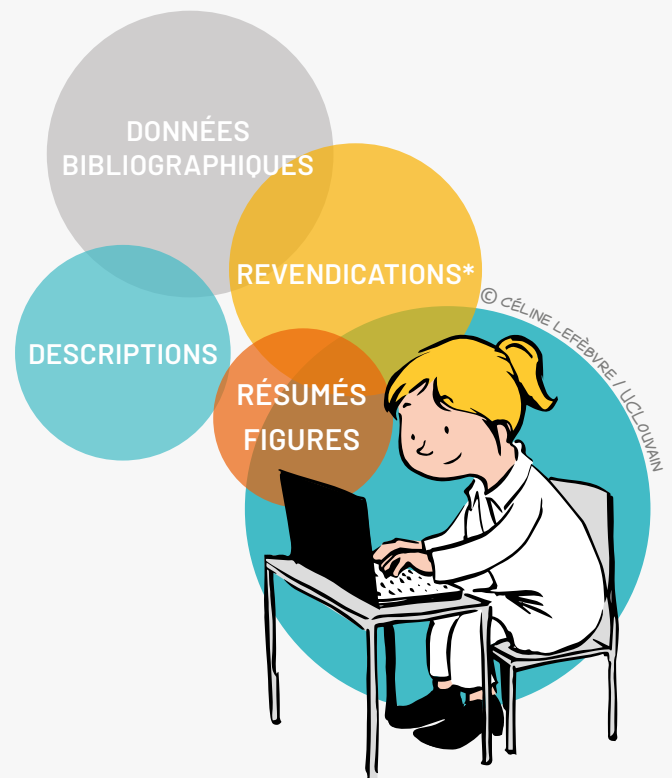 DONNÉES
BIBLIOGRAPHIQUES
REVENDICATIONS*
© CÉLINE LEFÈBVRE / UCLOUVAIN
DESCRIPTIONS
RÉSUMÉS
FIGURES